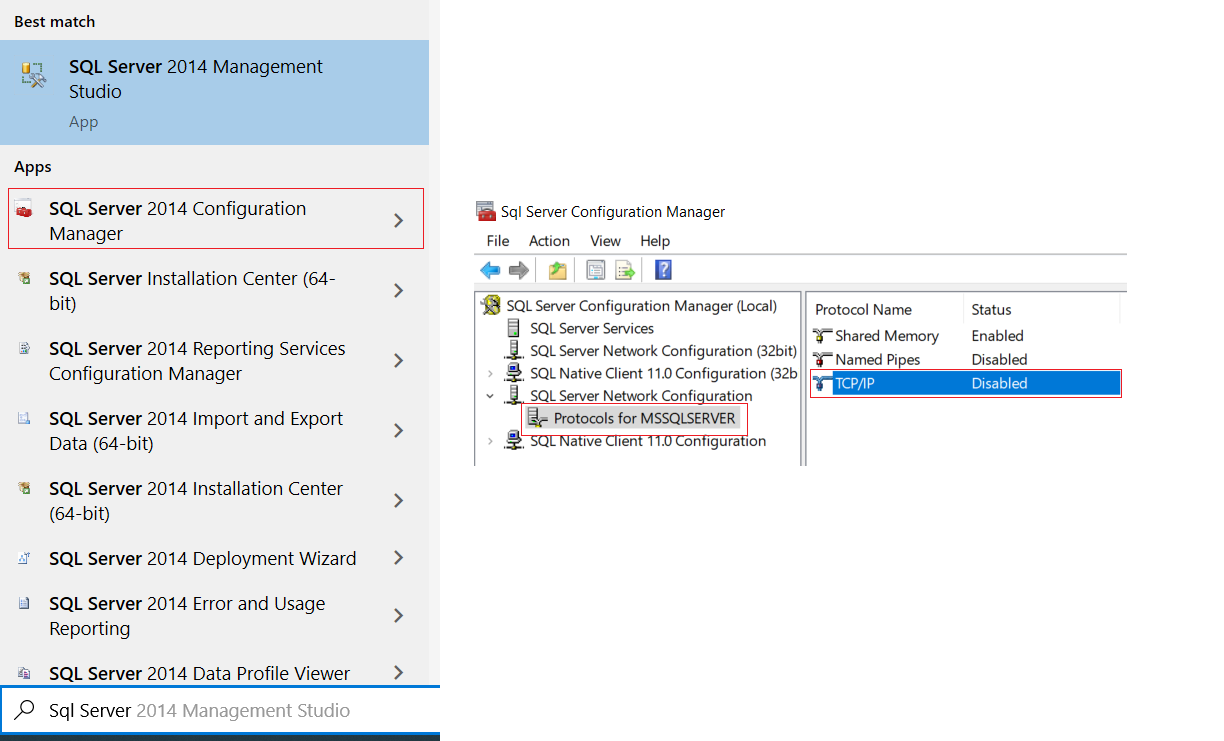 Best match
SQL Server 2014 Management
Studio
App
Apps
SQL Server 2014 Configuration
Manager
SQL Server Installation Center (64-
bit)
SQL Server 2014 Reporting Services
Configuration Manager
SQL Server 2014 Import and Export
Data (64-bit)
SQL Server 2014 Installation Center
(64-bit)
SQL Server 2014 Deployment Wizard
SQL Server 2014 Error and Usage
Reporting
SQL Server 2014 Data Profile Viewer
Sql Server 2014 Management Studio
Sql Server Configuration Manager
File Action View Help
SQL Server Configuration Manager (Local)
SQL Server Services
SQL Server Network Configuration (32bit)
SQL Native Client 11.0 Configuration (32b
SQL Server Network Configuration
Protocols for MSSQLSERVER
SQL Native Client 11.0 Configuration
Protocol Name Status
Shared Memory Enabled
Named Pipes Disabled
TCP/IP Disabled